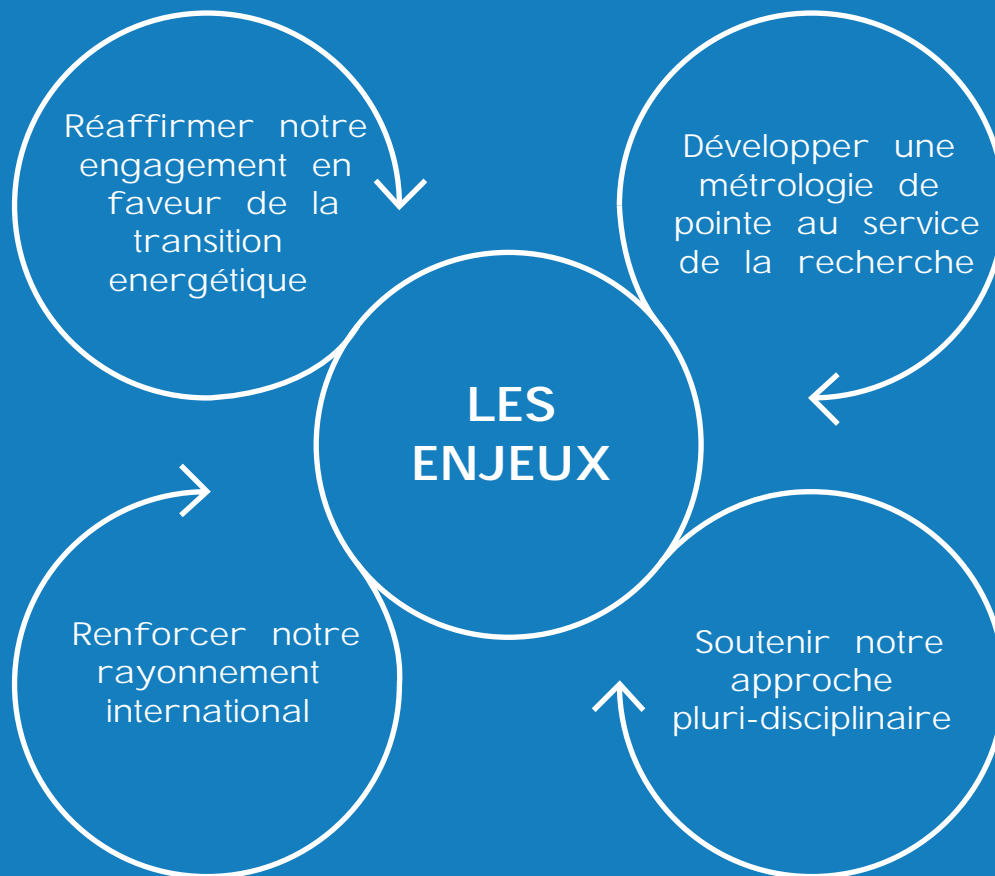 Réaffirmer notre
engagement en
faveur de la
transition
energétique
Développer une
métrologie de
pointe au service
de la recherche
LES
ENJEUX
Renforcer notre
rayonnement
international
Soutenir notre
approche
pluri-disciplinaire